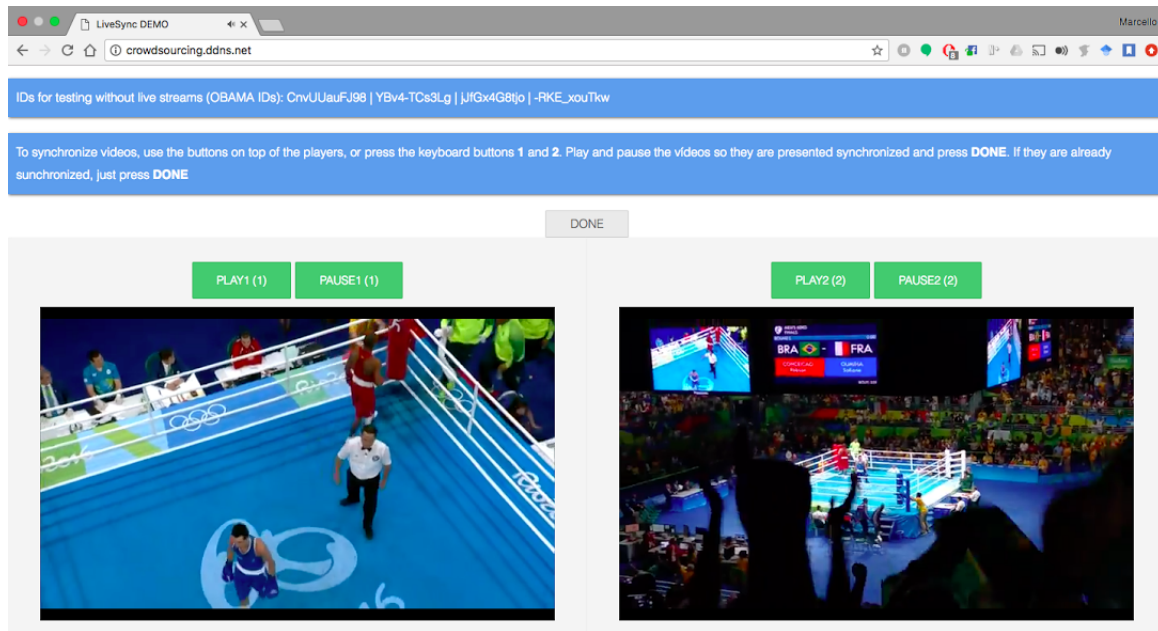 LiveSync DEMO
Marcello
crowdsourcing.ddns.net
IDs for testing without live streams (OBAMA IDs): CnvUUauFJ98 | YBv4-TCs3Lg | jJfGx4G8tjo | -RKE_xouTkw
To synchronize videos, use the buttons on top of the players, or press the keyboard buttons 1 and 2. Play and pause the vídeos so they are presented synchronized and press DONE. If they are already
sunchronized, just press DONE
DONE
PLAY1 (1) PAUSE1 (1)
PLAY2 (2) PAUSE2 (2)
BRA - FRA